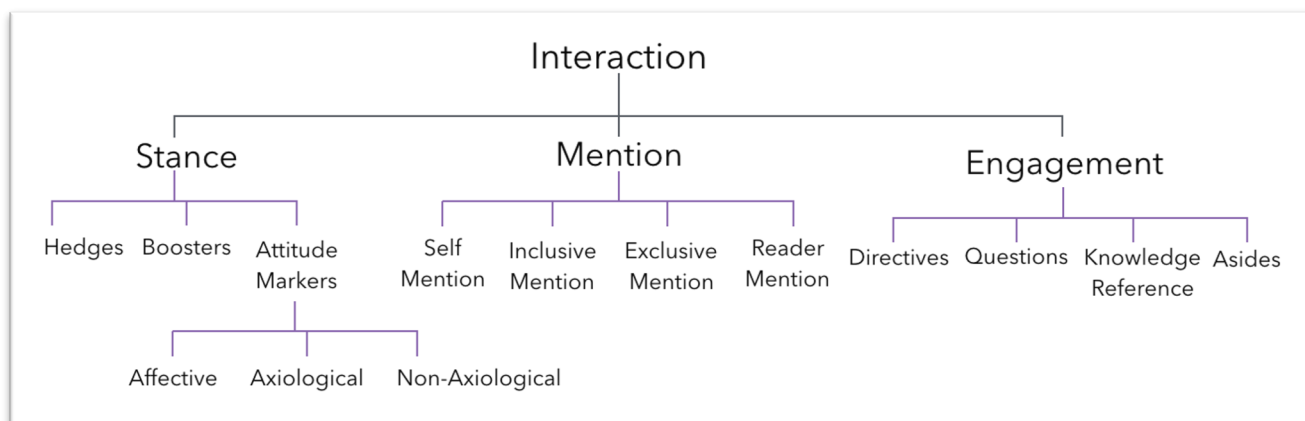 Interaction
Stance
Mention
Engagement
Hedges
Boosters
Attitude
Markers
Self
Mention
Inclusive
Mention
Exclusive
Mention
Reader
Mention
Directives
Questions
Knowledge
Reference
Asides
Affective
Axiological
Non-Axiological